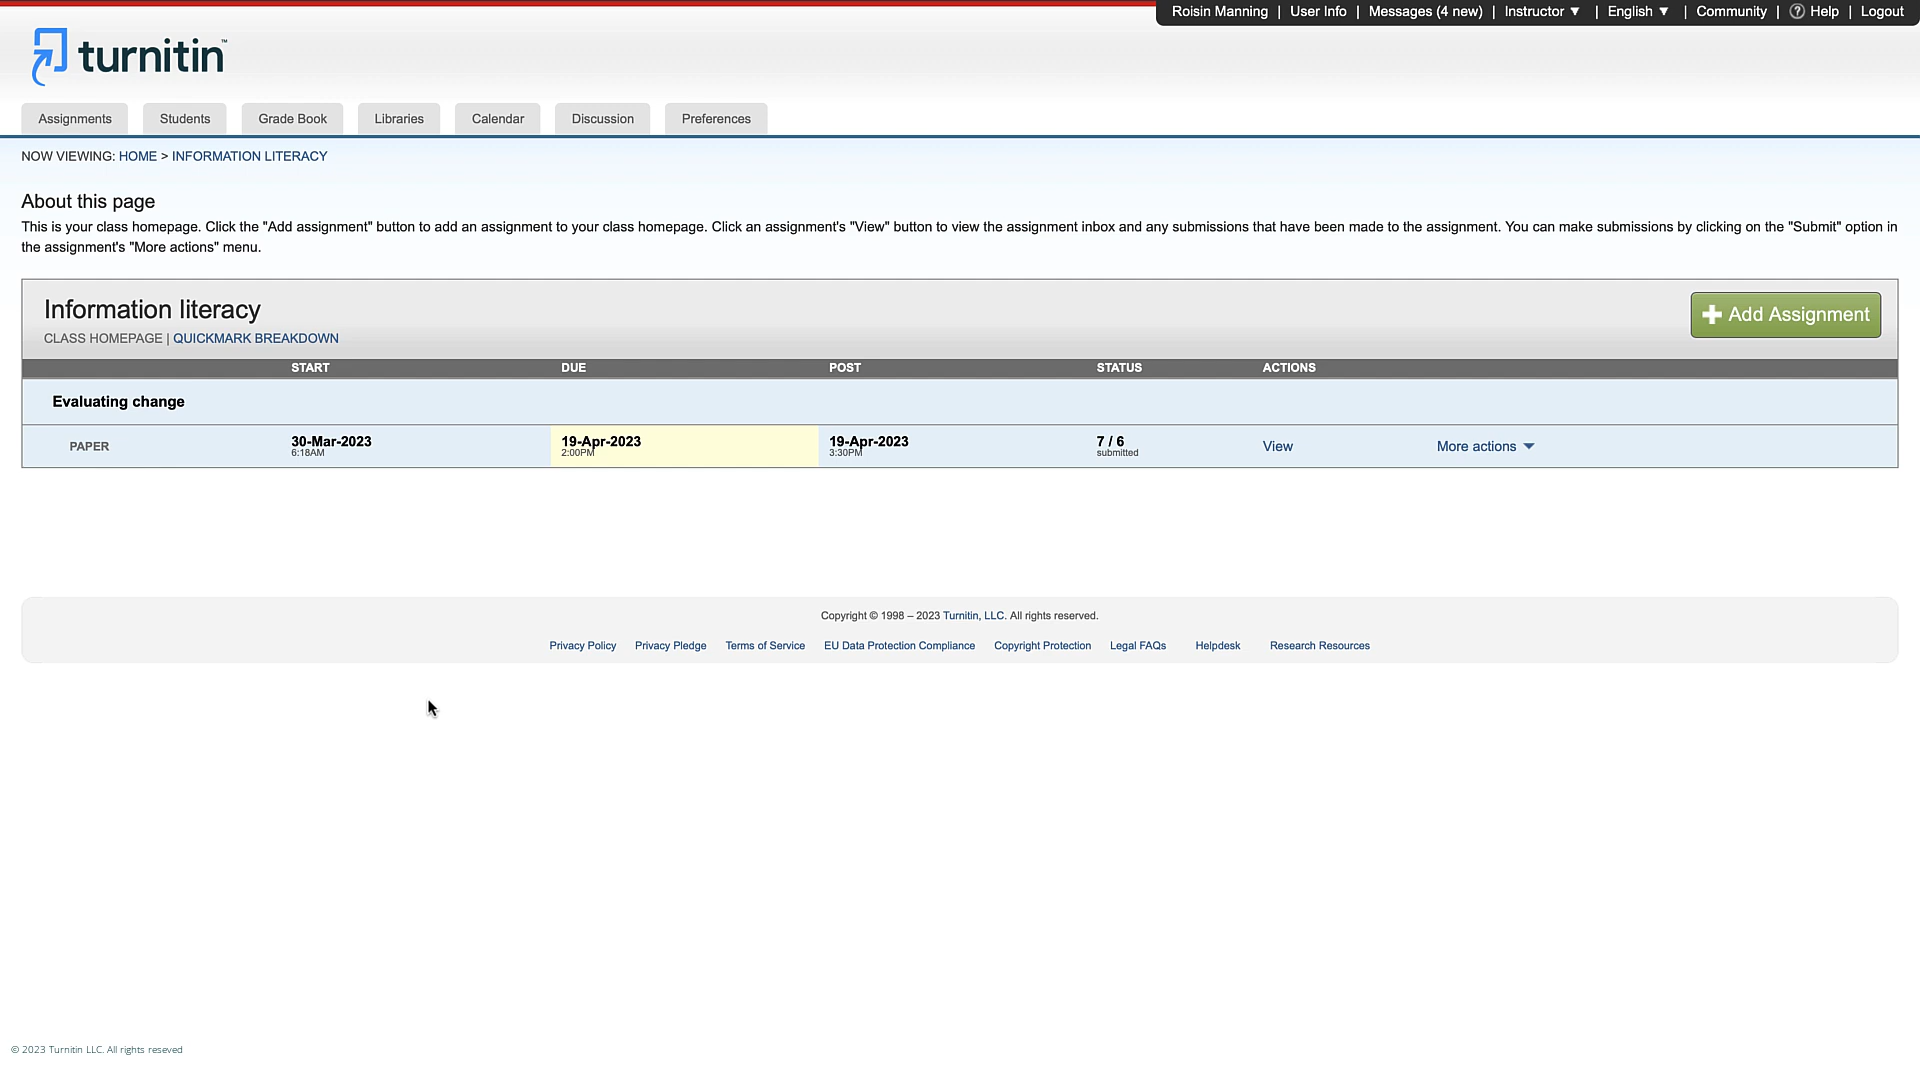 Roisin Manning | User Info | Messages (4 new) | Instructor ▼ | English ▼ | Community | ? Help | Logout
turnitin™
Assignments Students Grade Book Libraries Calendar Discussion Preferences
NOW VIEWING: HOME > INFORMATION LITERACY
About this page
This is your class homepage. Click the "Add assignment" button to add an assignment to your class homepage. Click an assignment's "View" button to view the assignment inbox and any submissions that have been made to the assignment. You can make submissions by clicking on the "Submit" option in
the assignment's "More actions" menu.
Information literacy
Add Assignment
CLASS HOMEPAGE | QUICKMARK BREAKDOWN
START DUE POST STATUS ACTIONS
Evaluating change
PAPER 30-Mar-2023 19-Apr-2023 19-Apr-2023 7 / 6 View More actions
6:18AM 2:00PM 3:30PM submitted
Copyright © 1998 – 2023 Turnitin, LLC. All rights reserved.
Privacy Policy Privacy Pledge Terms of Service EU Data Protection Compliance Copyright Protection Legal FAQs Helpdesk Research Resources
© 2023 Turnitin LLC. All rights reseved